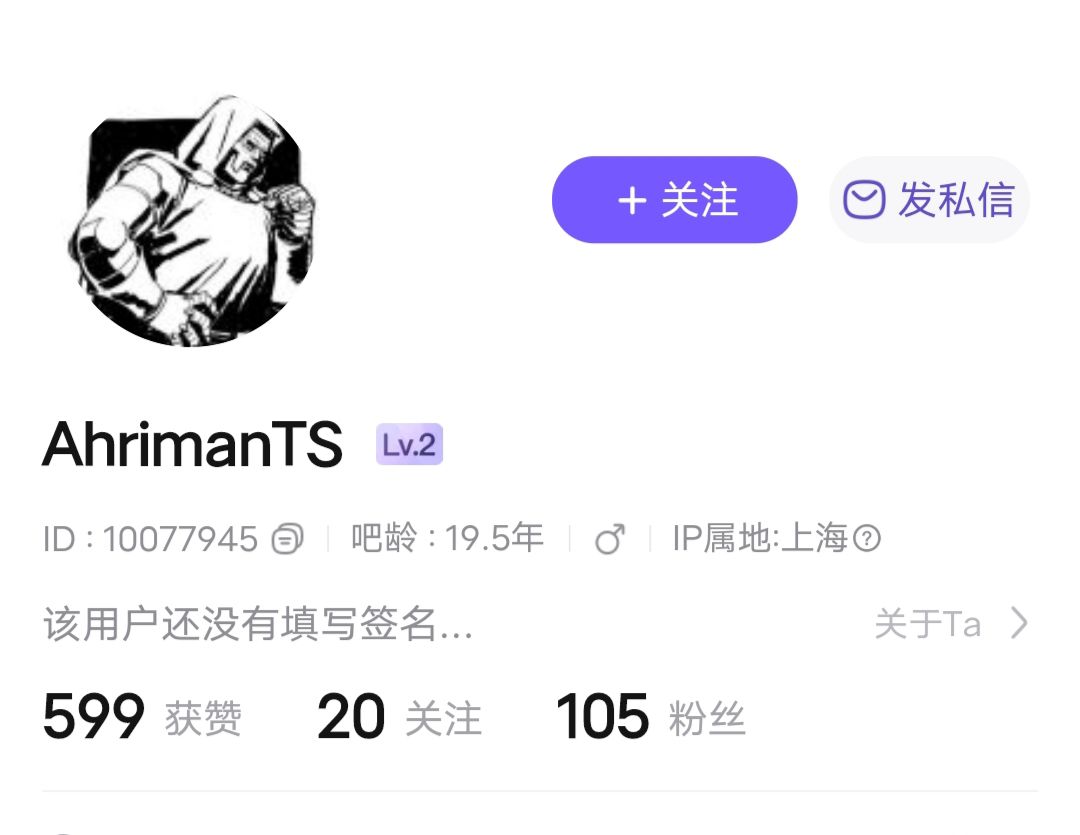 + 关注 发私信
AhrimanTS Lv.2
ID : 10077945 吧龄 : 19.5年 IP属地:上海?
该用户还没有填写签名... 关于Ta
599 获赞 20 关注 105 粉丝